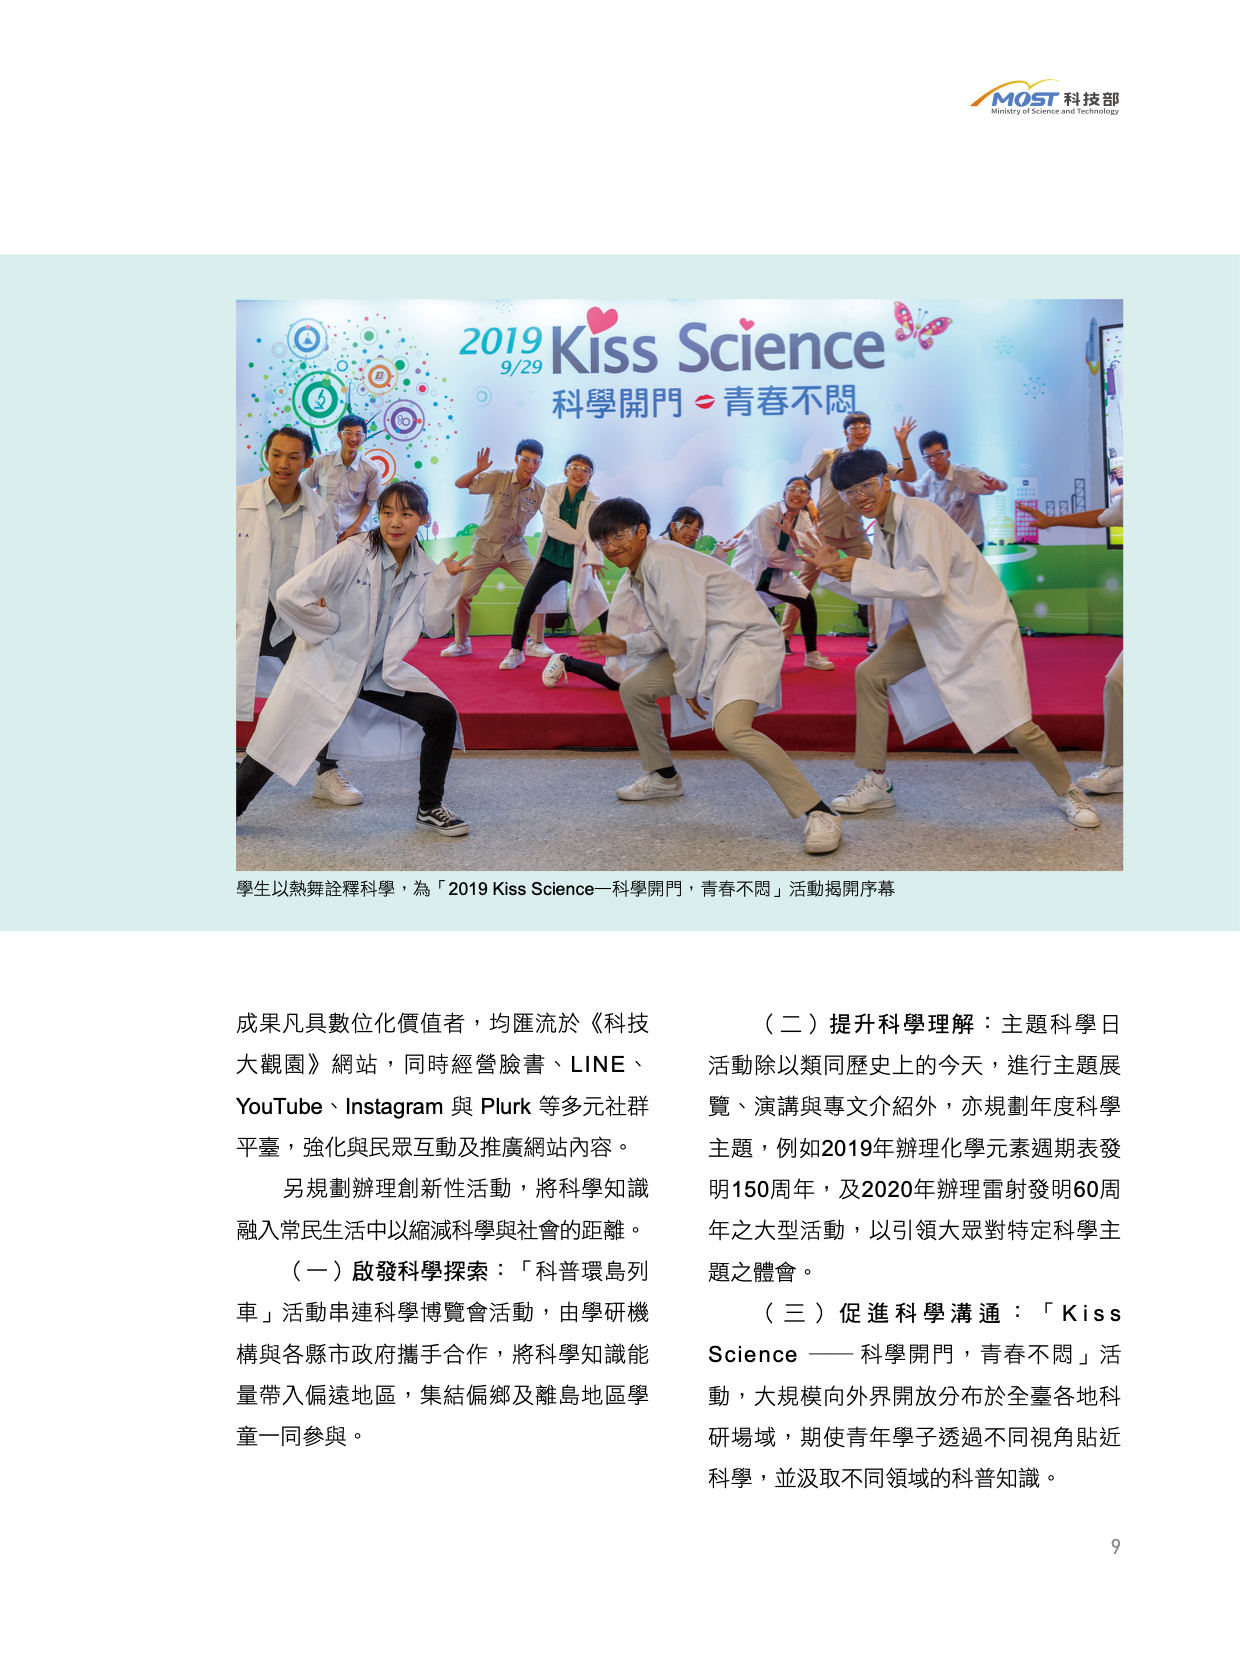 MOST 科技部
Ministry of Science and Technology
2019 Kiss Science
9/29
科學開門 青春不悶
學生以熱舞詮釋科學，為「2019 Kiss Science—科學開門，青春不悶」活動揭開序幕
成果凡具數位化價值者，均匯流於《科技
大觀園》網站，同時經營臉書、LINE、
YouTube、Instagram 與 Plurk 等多元社群
平臺，強化與民眾互動及推廣網站內容。
另規劃辦理創新性活動，將科學知識
融入常民生活中以縮減科學與社會的距離。
（一）啟發科學探索：「科普環島列
車」活動串連科學博覽會活動，由學研機
構與各縣市政府攜手合作，將科學知識能
量帶入偏遠地區，集結偏鄉及離島地區學
童一同參與。
（二）提升科學理解：主題科學日
活動除以類同歷史上的今天，進行主題展
覽、演講與專文介紹外，亦規劃年度科學
主題，例如2019年辦理化學元素週期表發
明150周年，及2020年辦理雷射發明60周
年之大型活動，以引領大眾對特定科學主
題之體會。
（三）促進科學溝通：「Kiss
Science —— 科學開門，青春不悶」活
動，大規模向外界開放分布於全臺各地科
研場域，期使青年學子透過不同視角貼近
科學，並汲取不同領域的科普知識。
9